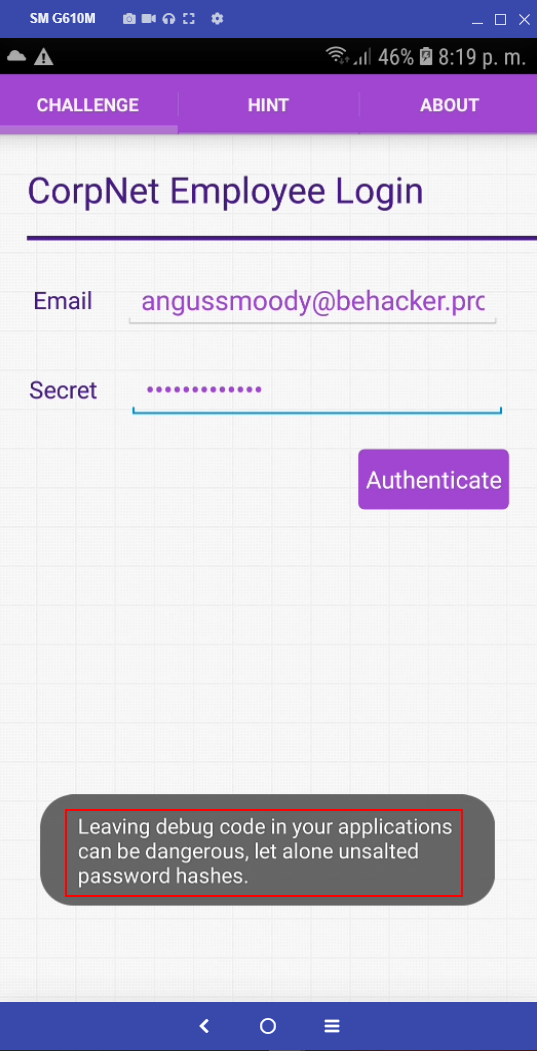 SM G610M
46% 8:19 p. m.
CHALLENGE HINT ABOUT
CorpNet Employee Login
Email angussmoody@behacker.pro
Secret •••••••••••••
Authenticate
Leaving debug code in your applications
can be dangerous, let alone unsalted
password hashes.